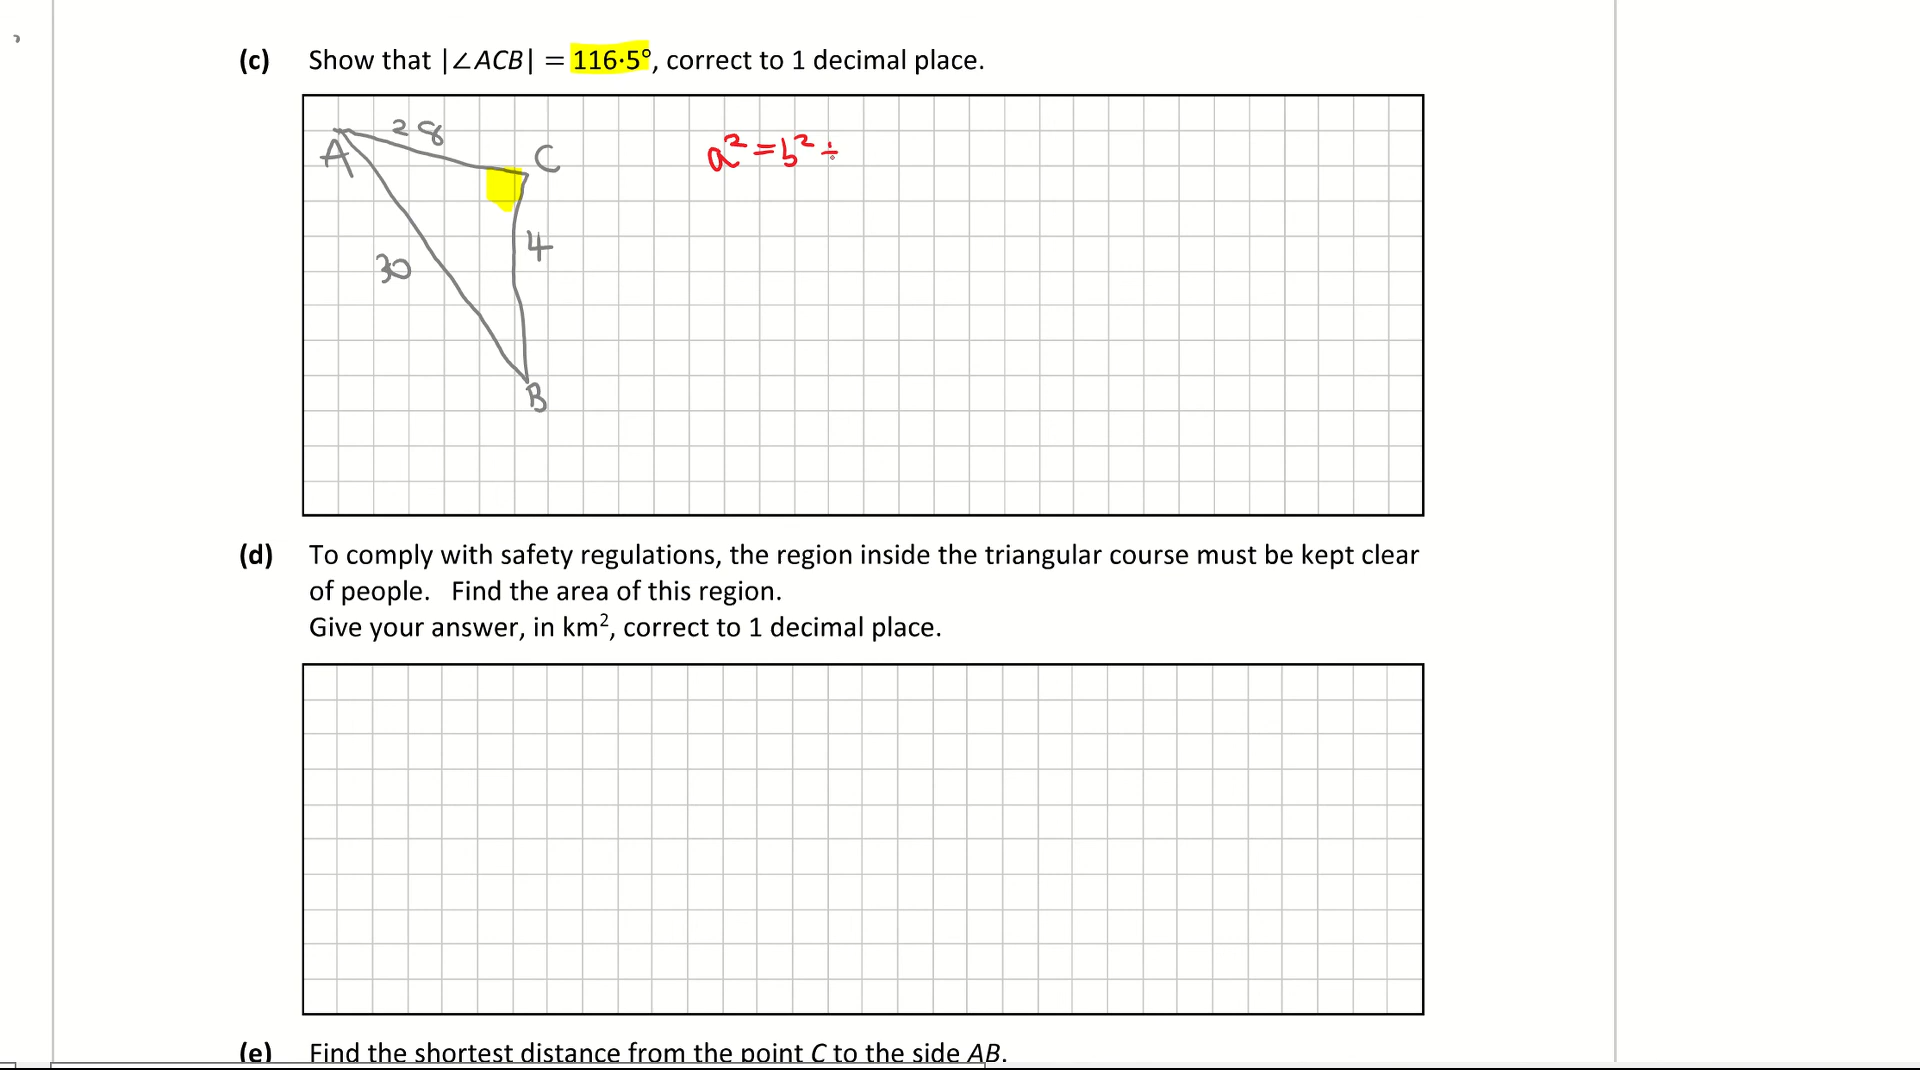 (c) Show that |∠ACB| = 116·5°, correct to 1 decimal place.
A
28
C
a² = b² +
4
30
B
(d) To comply with safety regulations, the region inside the triangular course must be kept clear
of people. Find the area of this region.
Give your answer, in km², correct to 1 decimal place.
(e) Find the shortest distance from the point C to the side AB.